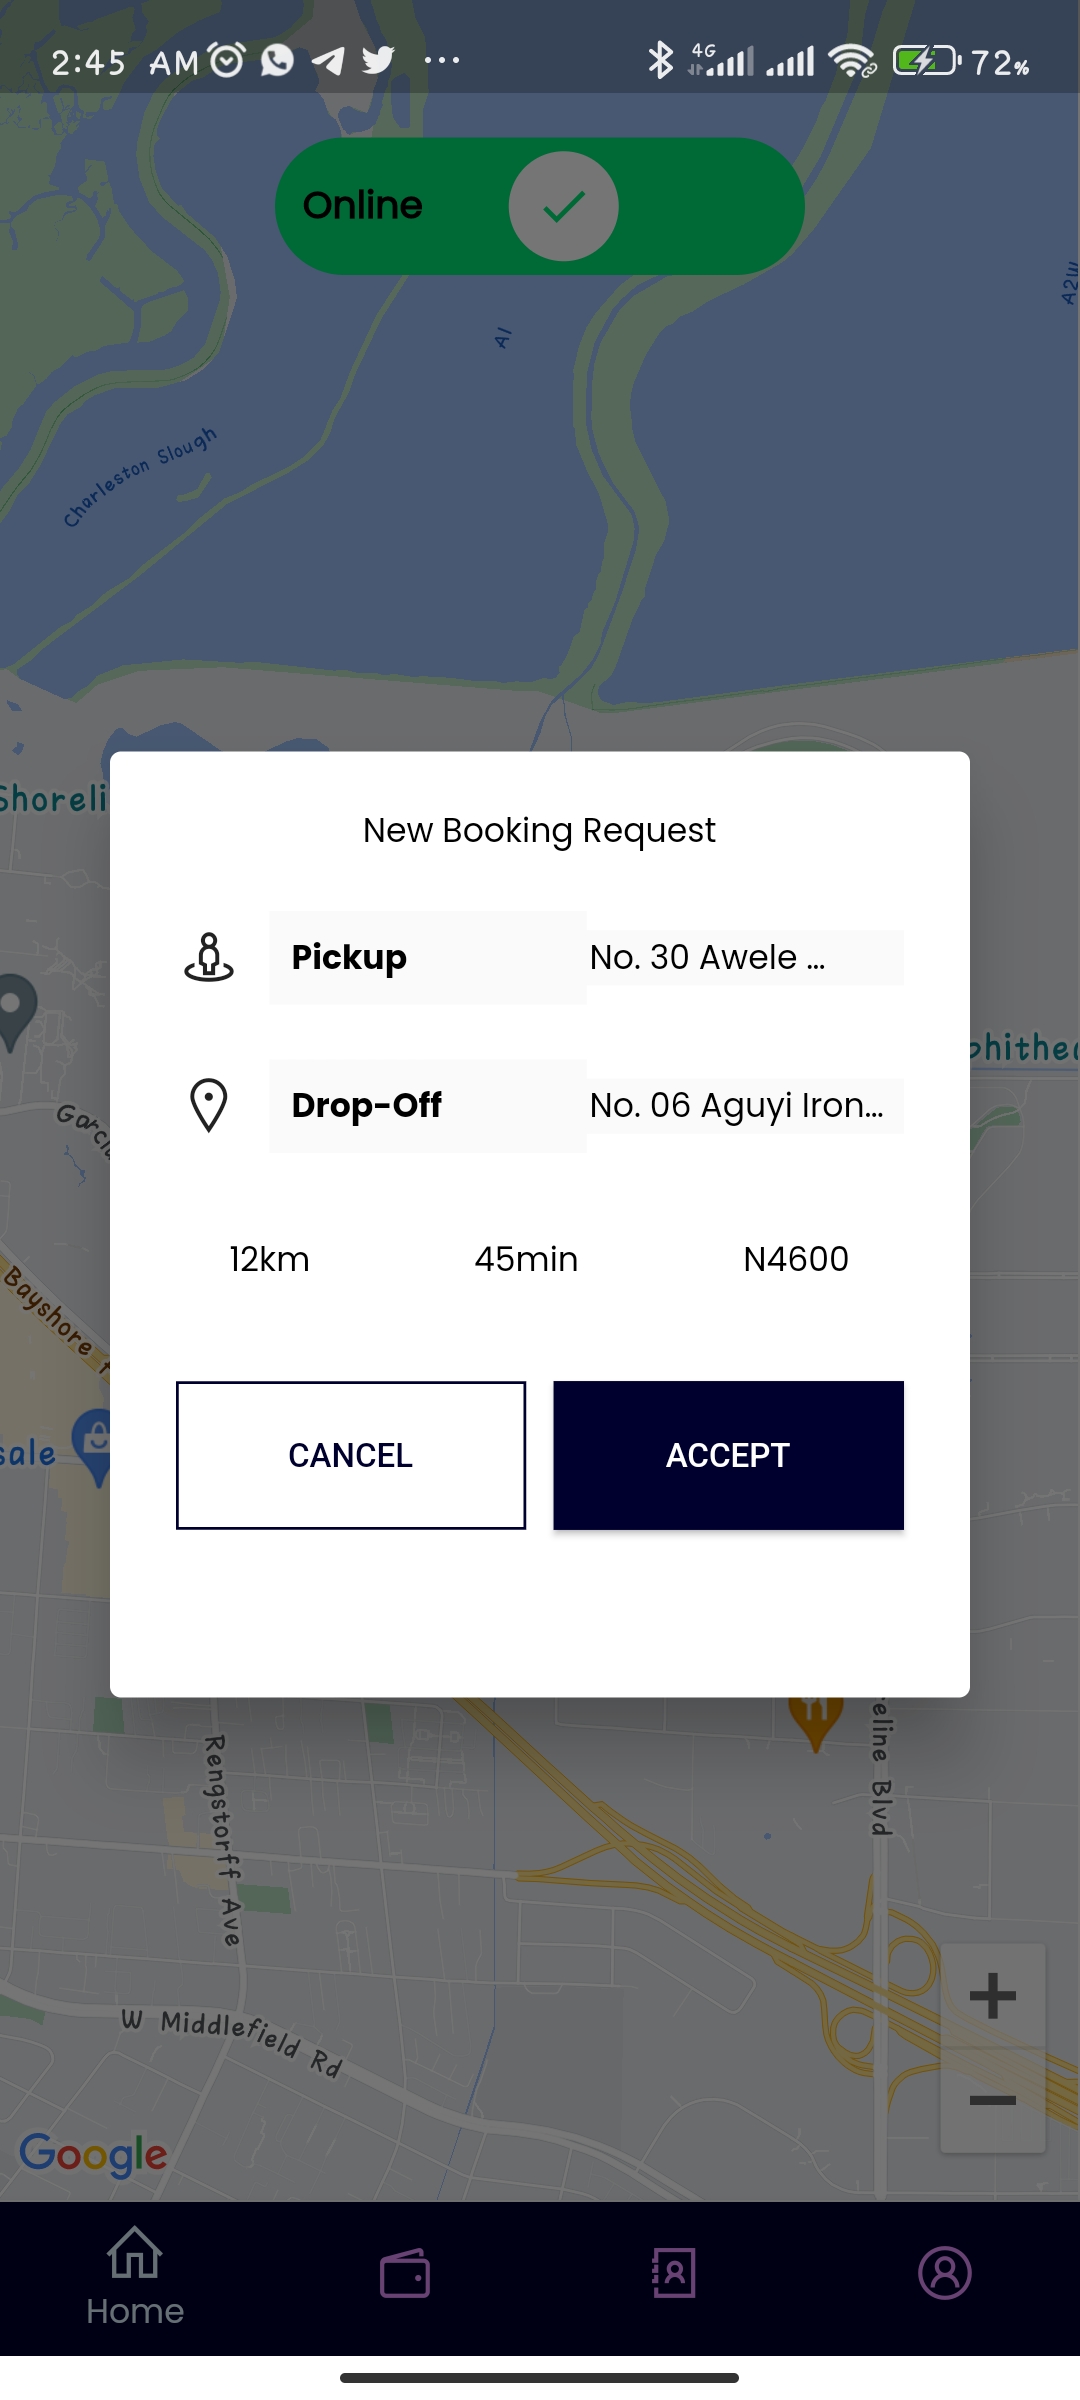 2:45 AM
4G
72%
Online
A2W
A1
Charleston Slough
Shoreli
New Booking Request
Pickup
No. 30 Awele ...
phithea
Drop-Off
No. 06 Aguyi Iron...
Garci
12km 45min N4600
Bayshore f
sale
CANCEL
ACCEPT
eline Blvd
Rengstorff Ave
W Middlefield Rd
+
−
Google
Home